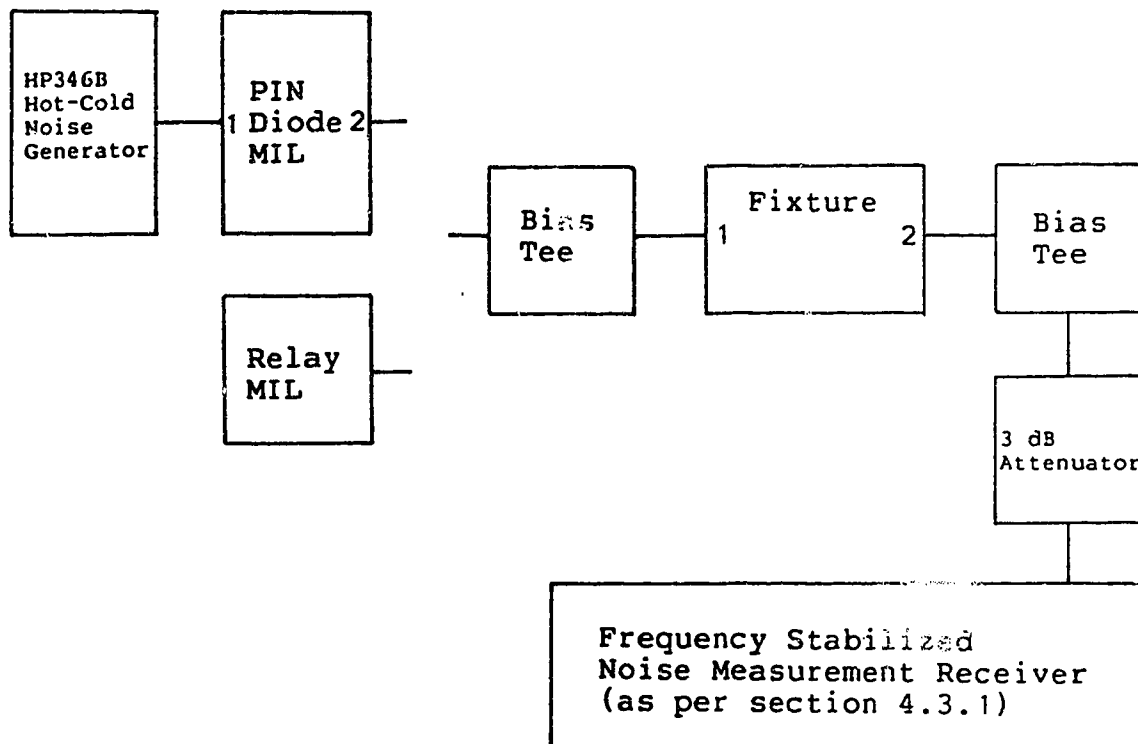 HP346B
Hot-Cold
Noise
Generator
PIN
1 Diode 2
MIL
Bias
Tee
Fixture
1 2
Bias
Tee
Relay
MIL
3 dB
Attenuator
Frequency Stabilized
Noise Measurement Receiver
(as per section 4.3.1)